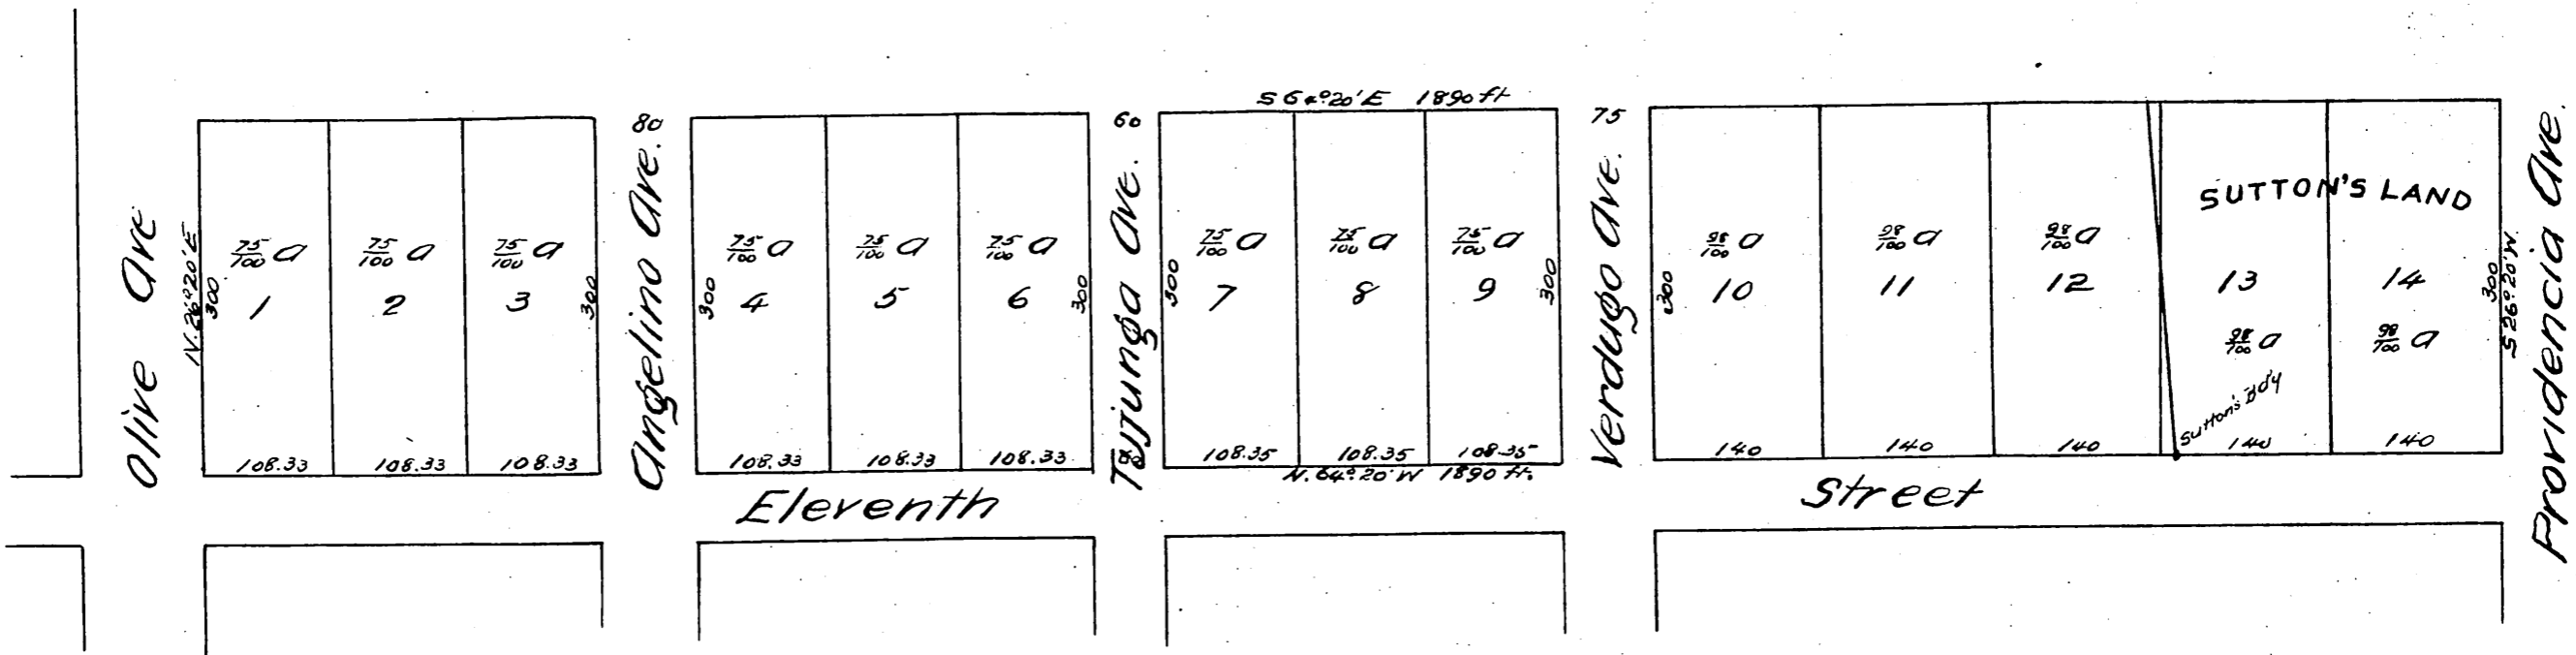 S 64°20' E 1890 ft
80
60
75
Olive Ave
Angelino Ave.
Tujunga Ave.
Verdugo Ave.
Providencia Ave.
SUTTON'S LAND
N. 26°20' E
300
75/100 a
1
75/100 a
2
75/100 a
3
300
300
75/100 a
4
75/100 a
5
75/100 a
6
300
300
75/100 a
7
75/100 a
8
75/100 a
9
300
300
98/100 a
10
98/100 a
11
98/100 a
12
13
98/100 a
14
98/100 a
300
S 26°20' W.
Sutton's Bdy
108.33 108.33 108.33
108.33 108.33 108.33
108.35 108.35 108.35
140 140 140 140 140
N. 64°20' W 1890 ft.
Eleventh Street